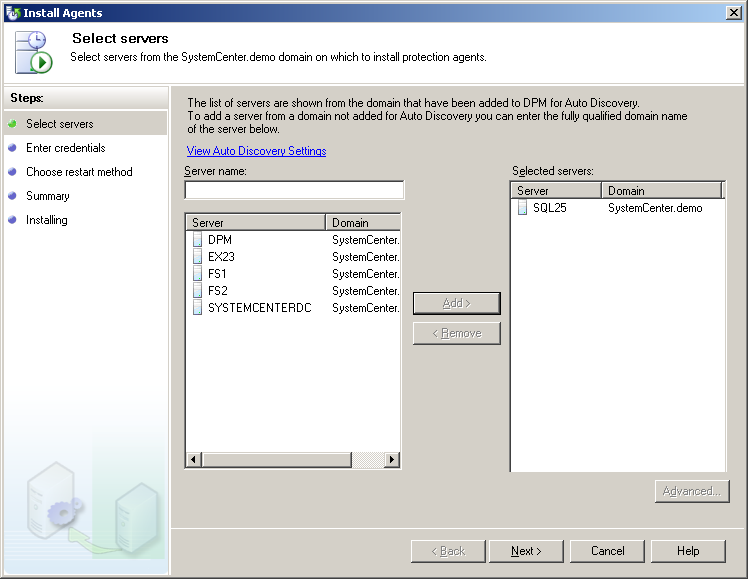 Install Agents
Select servers
Select servers from the SystemCenter.demo domain on which to install protection agents.
Steps:
Select servers
Enter credentials
Choose restart method
Summary
Installing
The list of servers are shown from the domain that have been added to DPM for Auto Discovery.
To add a server from a domain not added for Auto Discovery you can enter the fully qualified domain name
of the server below.
View Auto Discovery Settings
Server name:
Server Domain
DPM SystemCenter.
EX23 SystemCenter.
FS1 SystemCenter.
FS2 SystemCenter.
SYSTEMCENTERDC SystemCenter.
Add >
< Remove
Selected servers:
Server Domain
SQL25 SystemCenter.demo
Advanced...
< Back Next > Cancel Help